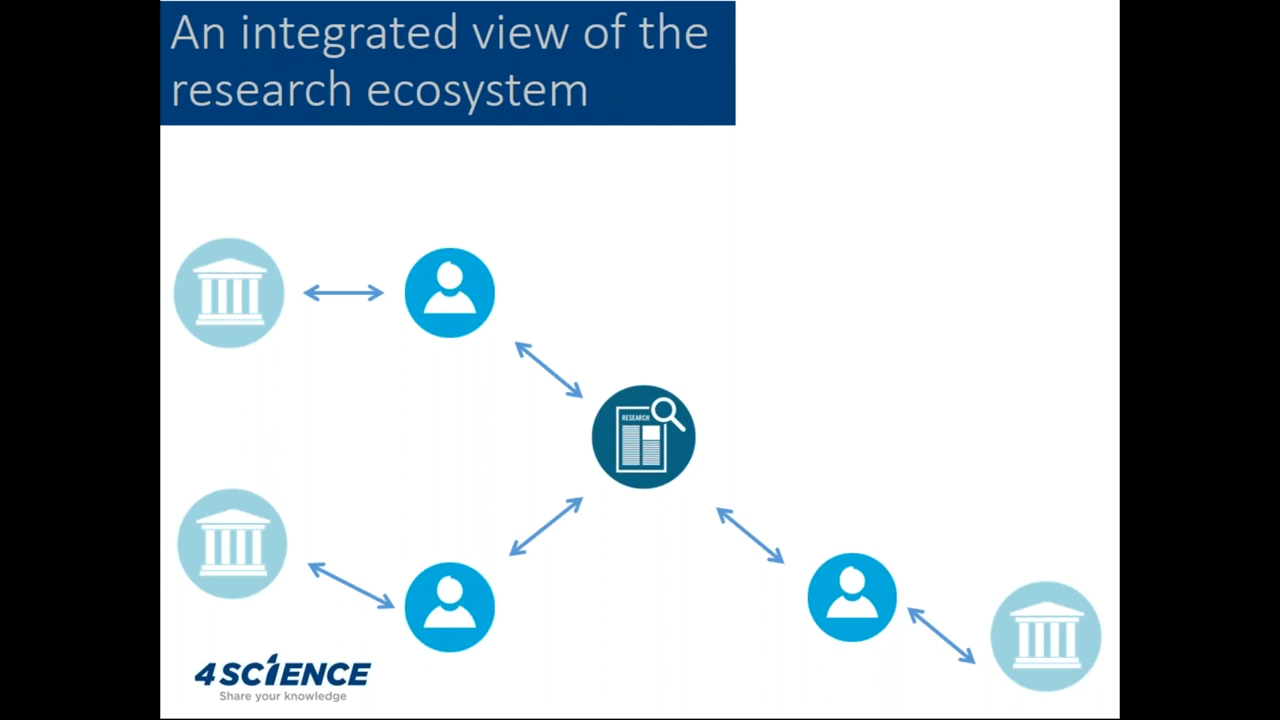 An integrated view of the
research ecosystem
RESEARCH
4SCIENCE
Share your knowledge